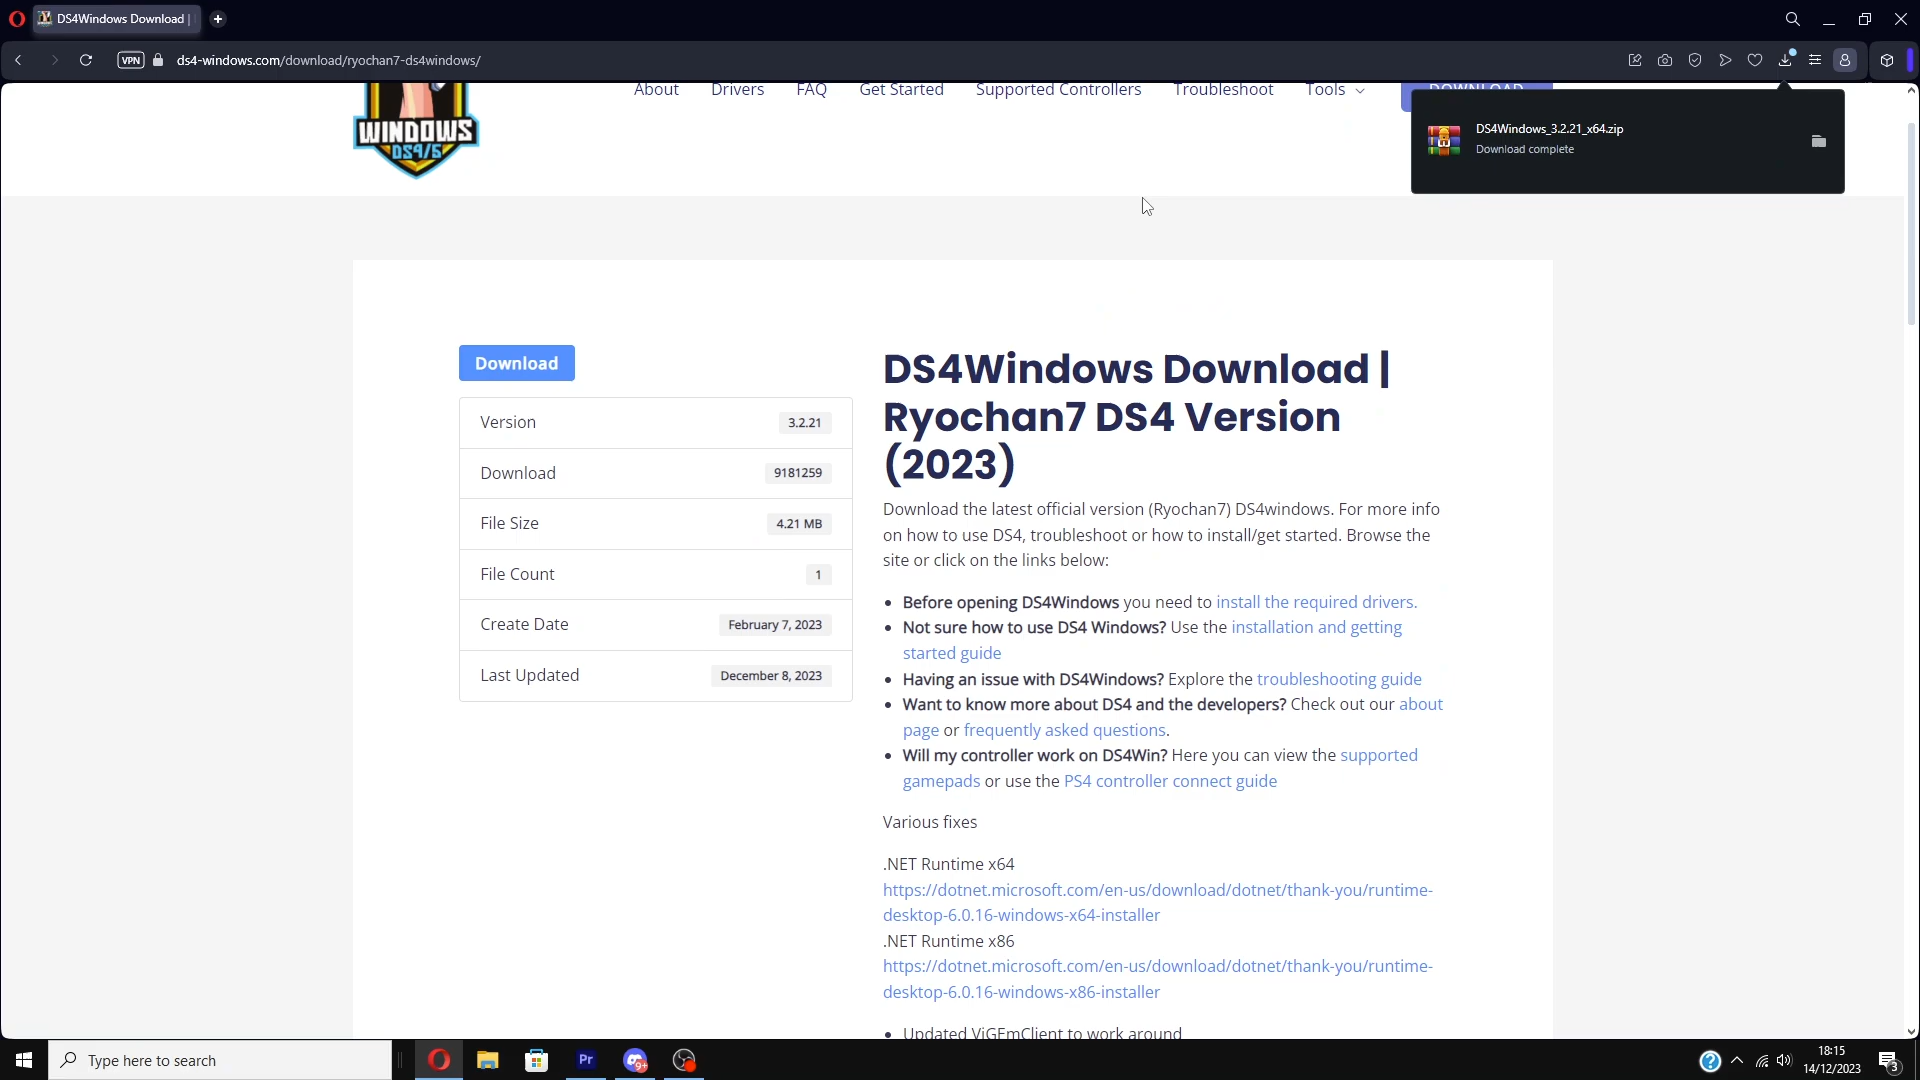 DS4Windows Download |
VPN
ds4-windows.com/download/ryochan7-ds4windows/
WINDOWS
DS4/5
About
Drivers
FAQ
Get Started
Supported Controllers
Troubleshoot
Tools
DOWNLOAD
DS4Windows_3.2.21_x64.zip
Download complete
Download
Version 3.2.21
Download 9181259
File Size 4.21 MB
File Count 1
Create Date February 7, 2023
Last Updated December 8, 2023
DS4Windows Download |
Ryochan7 DS4 Version
(2023)
Download the latest official version (Ryochan7) DS4windows. For more info
on how to use DS4, troubleshoot or how to install/get started. Browse the
site or click on the links below:
Before opening DS4Windows you need to install the required drivers.
Not sure how to use DS4 Windows? Use the installation and getting
started guide
Having an issue with DS4Windows? Explore the troubleshooting guide
Want to know more about DS4 and the developers? Check out our about
page or frequently asked questions.
Will my controller work on DS4Win? Here you can view the supported
gamepads or use the PS4 controller connect guide
Various fixes
.NET Runtime x64
https://dotnet.microsoft.com/en-us/download/dotnet/thank-you/runtime-
desktop-6.0.16-windows-x64-installer
.NET Runtime x86
https://dotnet.microsoft.com/en-us/download/dotnet/thank-you/runtime-
desktop-6.0.16-windows-x86-installer
Updated ViGEmClient to work around
Type here to search
Pr
9+
18:15
14/12/2023
3